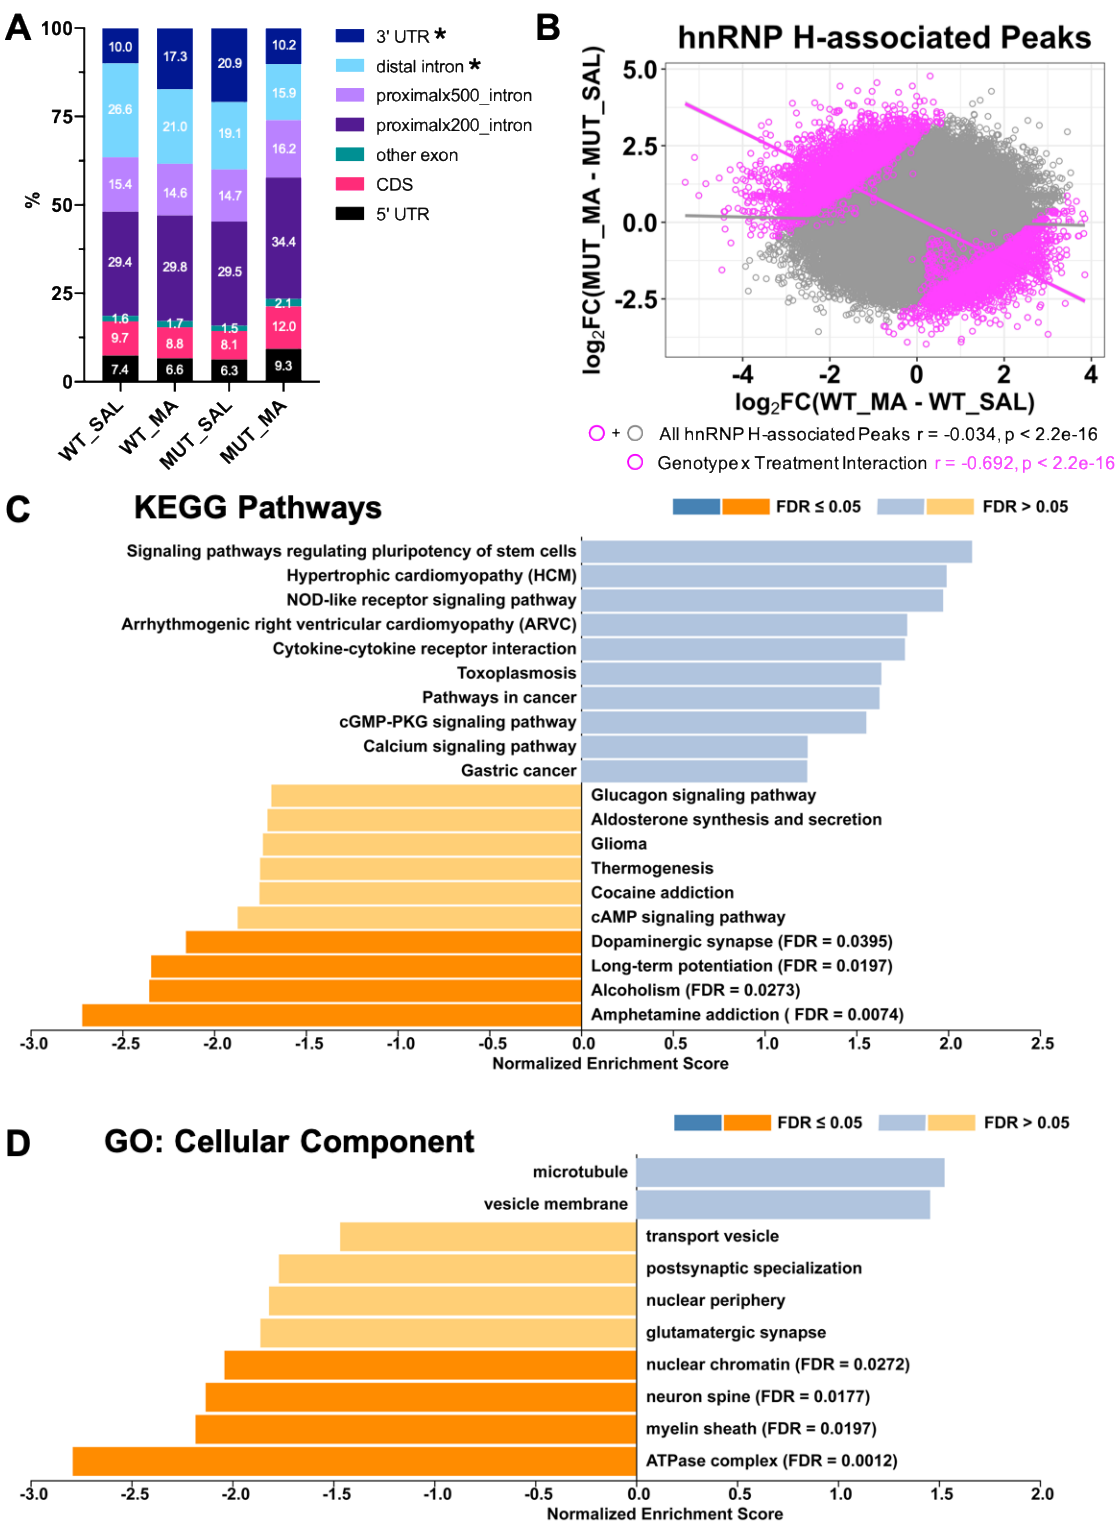 A
100
75
50
25
0
%
10.0
26.6
15.4
29.4
1.6
9.7
7.4
17.3
21.0
14.6
29.8
1.7
8.8
6.6
20.9
19.1
14.7
29.5
1.5
8.1
6.3
10.2
15.9
16.2
34.4
2.1
12.0
9.3
WT_SAL
WT_MA
MUT_SAL
MUT_MA
3' UTR *
distal intron *
proximalx500_intron
proximalx200_intron
other exon
CDS
5' UTR
B
hnRNP H-associated Peaks
log2FC(MUT_MA - MUT_SAL)
5.0
2.5
0.0
-2.5
-4
-2
0
2
4
log2FC(WT_MA - WT_SAL)
+ All hnRNP H-associated Peaks r = -0.034, p < 2.2e-16
Genotype x Treatment Interaction r = -0.692, p < 2.2e-16
C
KEGG Pathways
FDR ≤ 0.05
FDR > 0.05
Signaling pathways regulating pluripotency of stem cells
Hypertrophic cardiomyopathy (HCM)
NOD-like receptor signaling pathway
Arrhythmogenic right ventricular cardiomyopathy (ARVC)
Cytokine-cytokine receptor interaction
Toxoplasmosis
Pathways in cancer
cGMP-PKG signaling pathway
Calcium signaling pathway
Gastric cancer
Glucagon signaling pathway
Aldosterone synthesis and secretion
Glioma
Thermogenesis
Cocaine addiction
cAMP signaling pathway
Dopaminergic synapse (FDR = 0.0395)
Long-term potentiation (FDR = 0.0197)
Alcoholism (FDR = 0.0273)
Amphetamine addiction ( FDR = 0.0074)
-3.0 -2.5 -2.0 -1.5 -1.0 -0.5 0.0 0.5 1.0 1.5 2.0 2.5
Normalized Enrichment Score
D
GO: Cellular Component
FDR ≤ 0.05
FDR > 0.05
microtubule
vesicle membrane
transport vesicle
postsynaptic specialization
nuclear periphery
glutamatergic synapse
nuclear chromatin (FDR = 0.0272)
neuron spine (FDR = 0.0177)
myelin sheath (FDR = 0.0197)
ATPase complex (FDR = 0.0012)
-3.0 -2.5 -2.0 -1.5 -1.0 -0.5 0.0 0.5 1.0 1.5 2.0
Normalized Enrichment Score